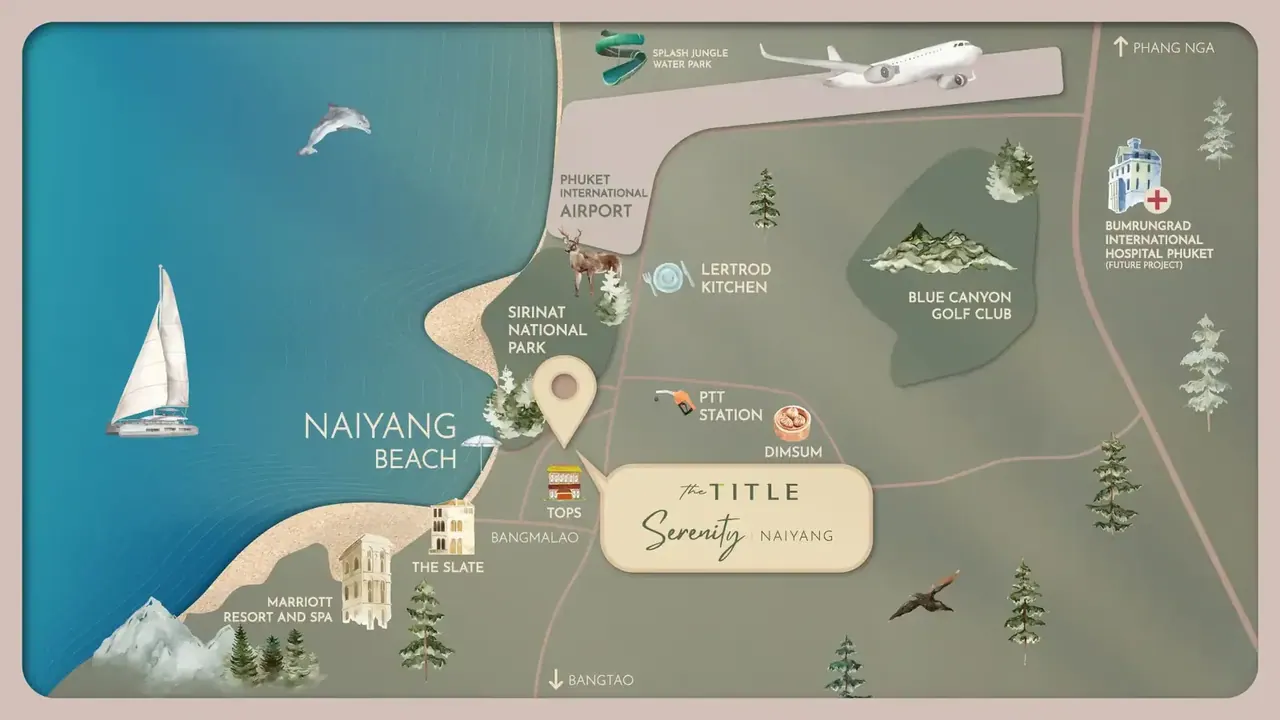 SPLASH JUNGLE
WATER PARK
↑ PHANG NGA
PHUKET
INTERNATIONAL
AIRPORT
BUMRUNGRAD
INTERNATIONAL
HOSPITAL PHUKET
(FUTURE PROJECT)
LERTROD
KITCHEN
BLUE CANYON
GOLF CLUB
SIRINAT
NATIONAL
PARK
PTT
STATION
NAIYANG
BEACH
DIMSUM
the TITLE
Serenity | NAIYANG
TOPS
BANGMALAO
THE SLATE
MARRIOTT
RESORT AND SPA
↓ BANGTAO